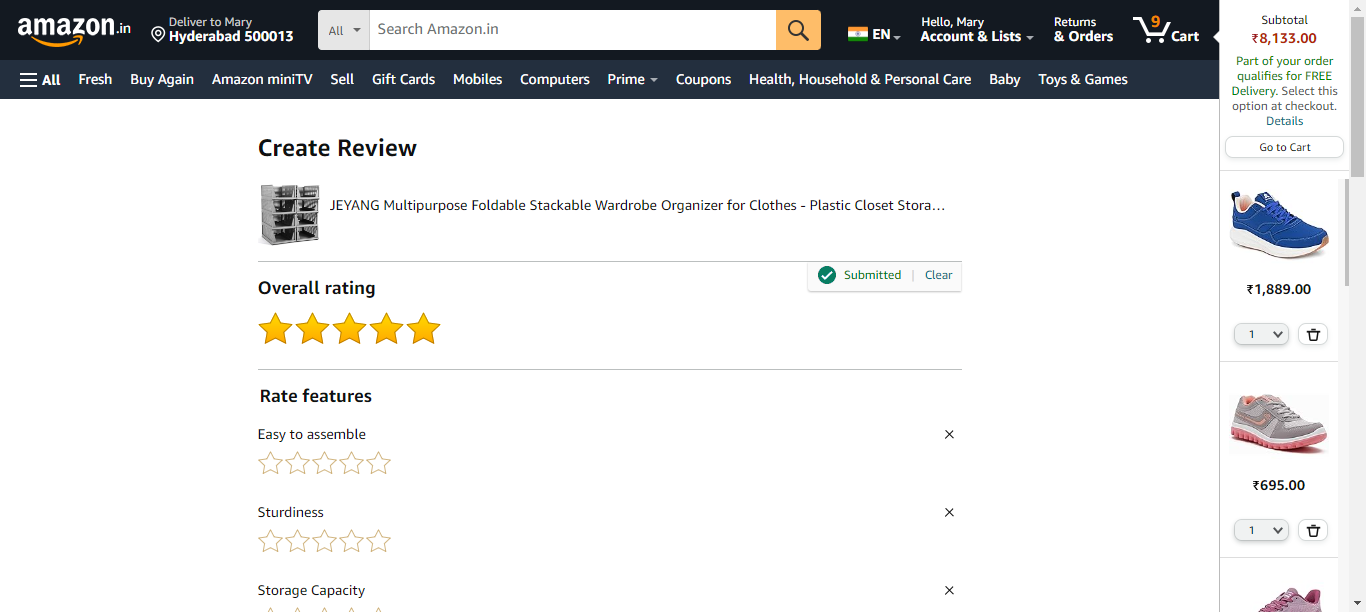 amazon.in
Deliver to Mary
Hyderabad 500013
All
Search Amazon.in
EN
Hello, Mary
Account & Lists
Returns
& Orders
9
Cart
All
Fresh
Buy Again
Amazon miniTV
Sell
Gift Cards
Mobiles
Computers
Prime
Coupons
Health, Household & Personal Care
Baby
Toys & Games
Subtotal
₹8,133.00
Part of your order
qualifies for FREE
Delivery. Select this
option at checkout.
Details
Go to Cart
₹1,889.00
1
₹695.00
1
Create Review
JEYANG Multipurpose Foldable Stackable Wardrobe Organizer for Clothes - Plastic Closet Stora...
Submitted | Clear
Overall rating
Rate features
Easy to assemble
Sturdiness
Storage Capacity